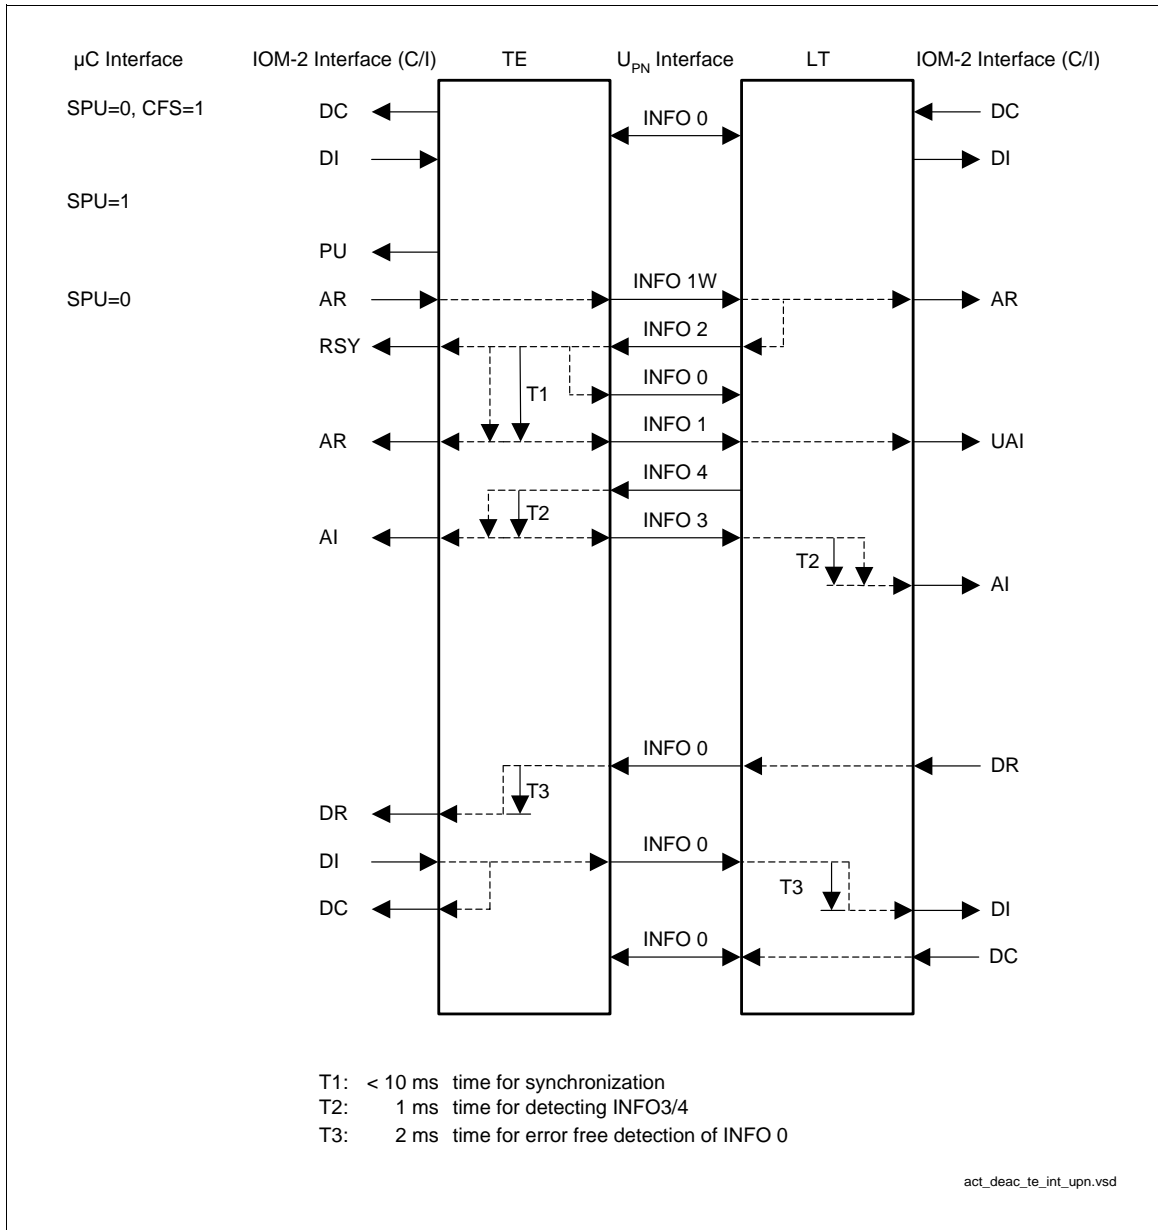 µC Interface IOM-2 Interface (C/I) TE UPN Interface LT IOM-2 Interface (C/I)
SPU=0, CFS=1 DC INFO 0 DC
DI DI
SPU=1
PU
INFO 1W
SPU=0 AR AR
INFO 2
RSY
INFO 0
T1
INFO 1
AR UAI
INFO 4
T2
INFO 3
AI
T2
AI
INFO 0
DR
T3
DR
INFO 0
DI
T3
DC DI
INFO 0
DC
T1: < 10 ms time for synchronization
T2: 1 ms time for detecting INFO3/4
T3: 2 ms time for error free detection of INFO 0
act_deac_te_int_upn.vsd